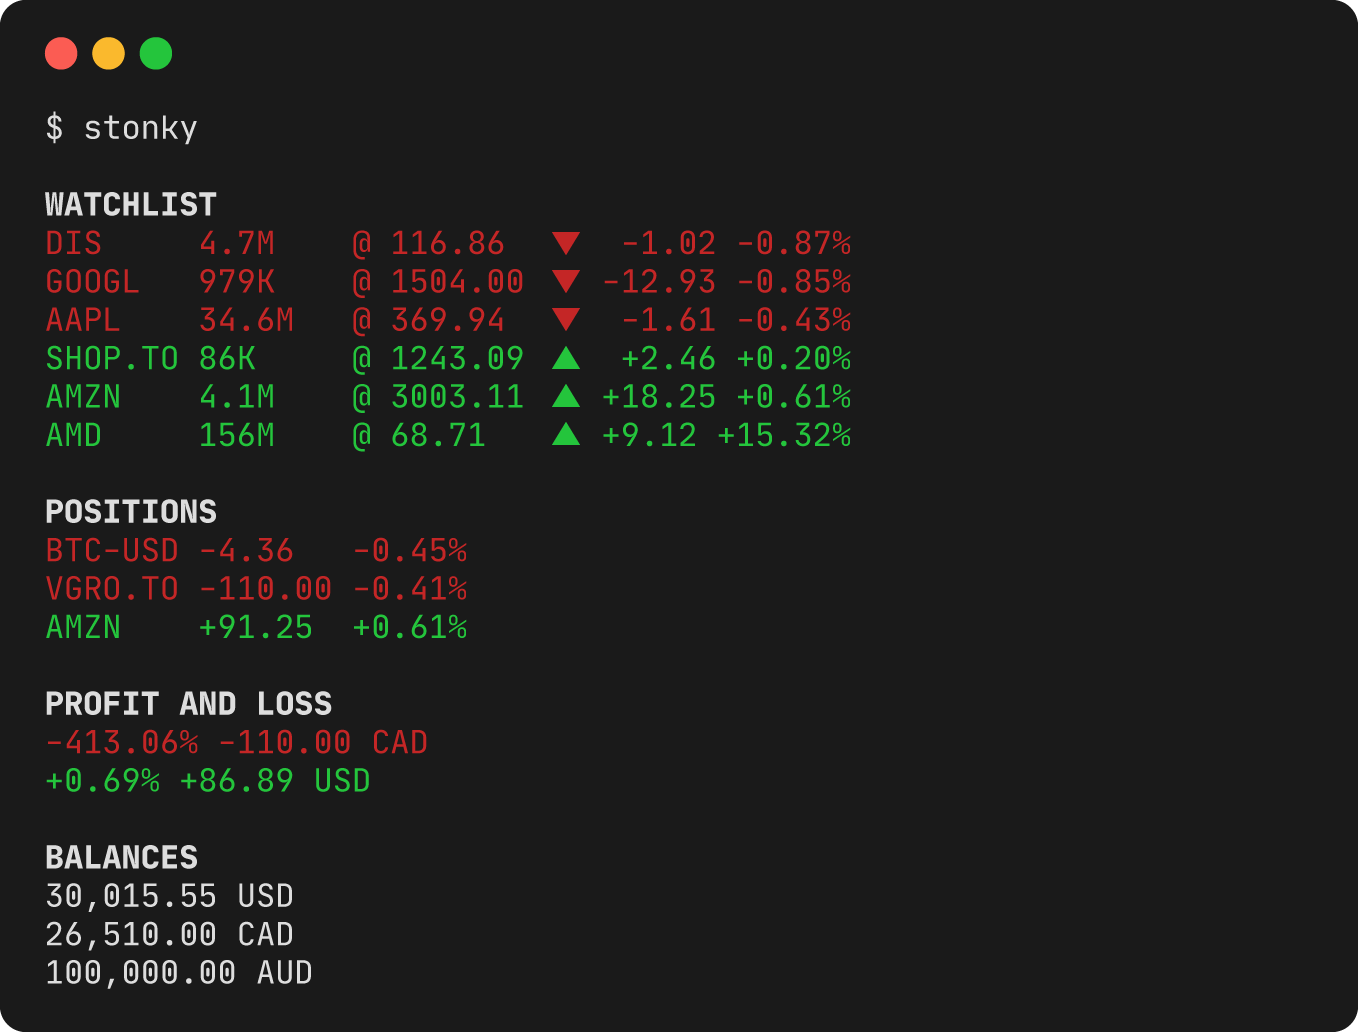 $ stonky
WATCHLIST
DIS 4.7M @ 116.86 ▼ -1.02 -0.87%
GOOGL 979K @ 1504.00 ▼ -12.93 -0.85%
AAPL 34.6M @ 369.94 ▼ -1.61 -0.43%
SHOP.TO 86K @ 1243.09 ▲ +2.46 +0.20%
AMZN 4.1M @ 3003.11 ▲ +18.25 +0.61%
AMD 156M @ 68.71 ▲ +9.12 +15.32%
POSITIONS
BTC-USD -4.36 -0.45%
VGRO.TO -110.00 -0.41%
AMZN +91.25 +0.61%
PROFIT AND LOSS
-413.06% -110.00 CAD
+0.69% +86.89 USD
BALANCES
30,015.55 USD
26,510.00 CAD
100,000.00 AUD